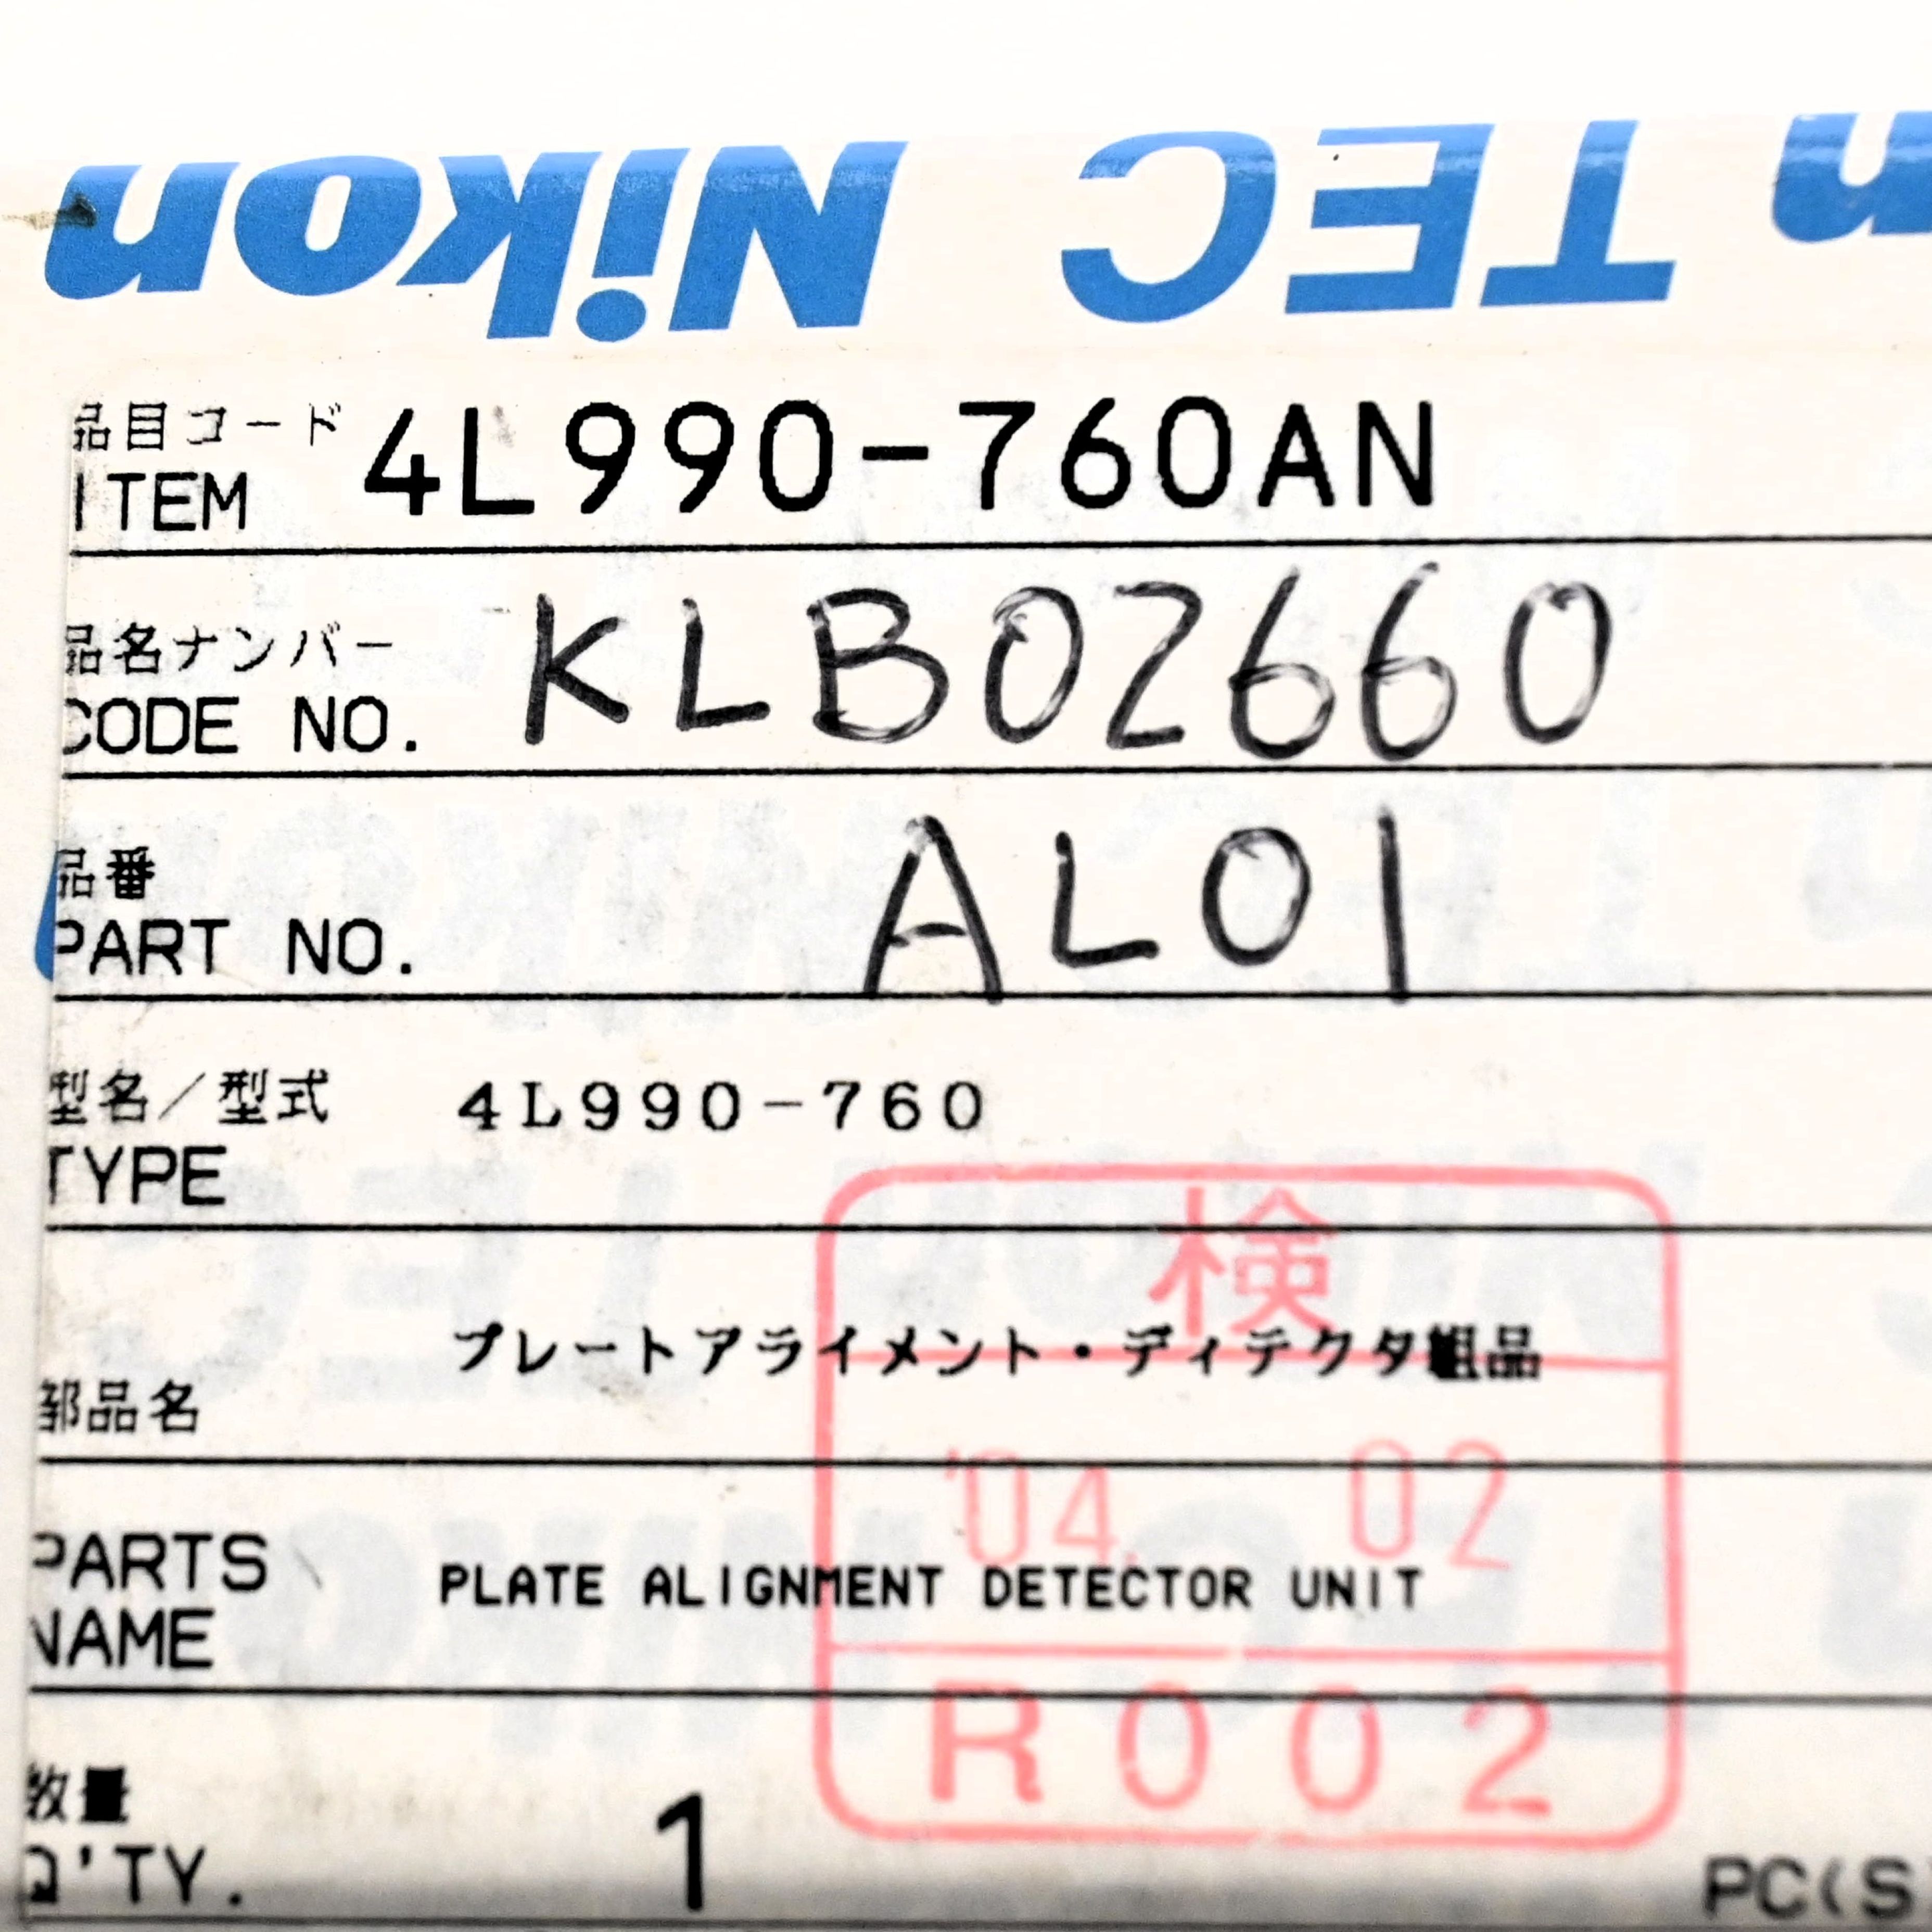 Nikon TEC
品目コード
ITEM 4L990-760AN
品名ナンバー
CODE NO. KLB02660
品番
PART NO. AL01
型名／型式 4L990-760
TYPE
検
プレートアライメント・ディテクタ組品
部品名
'04. 02
PARTS
NAME PLATE ALIGNMENT DETECTOR UNIT
R002
数量
Q'TY. 1 PC(S)